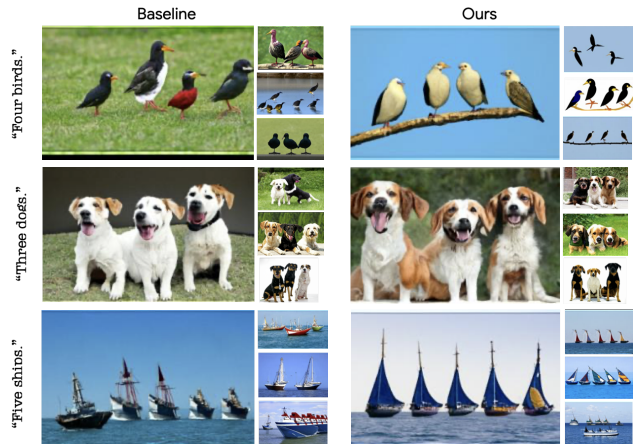 Baseline
Ours
“Four birds.”
“Three dogs.”
“Five ships.”